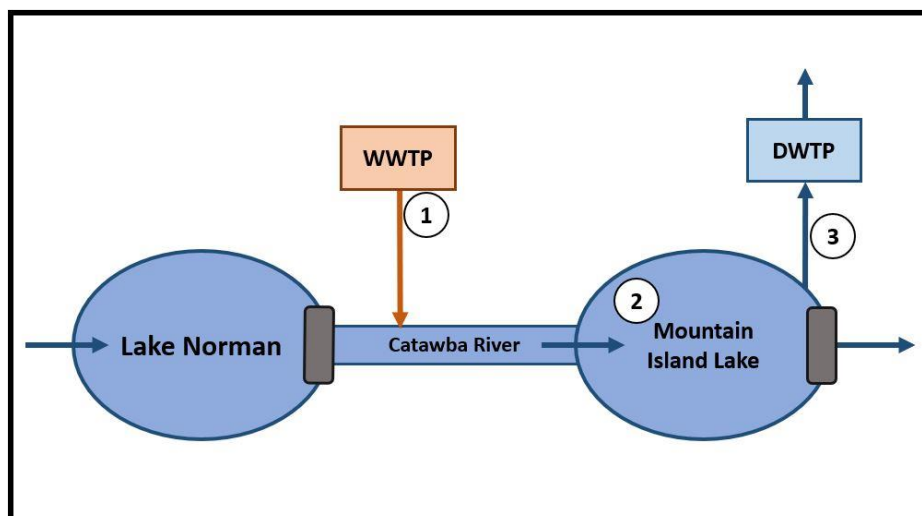 WWTP
DWTP
1
3
2
Lake Norman
Catawba River
Mountain
Island Lake